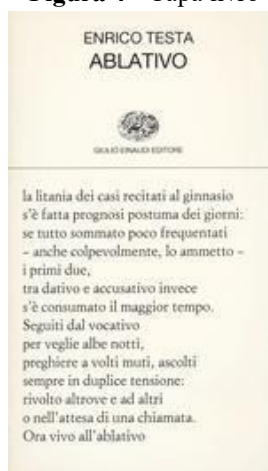 ENRICO TESTA
ABLATIVO
GIULIO EINAUDI EDITORE
la litania dei casi recitati al ginnasio
s'è fatta prognosi postuma dei giorni:
se tutto sommato poco frequentati
– anche colpevolmente, lo ammetto –
i primi due,
tra dativo e accusativo invece
s'è consumato il maggior tempo.
Seguiti dal vocativo
per veglie albe notti,
preghiere a volti muti, ascolti
sempre in duplice tensione:
rivolto altrove e ad altri
o nell'attesa di una chiamata.
Ora vivo all'ablativo